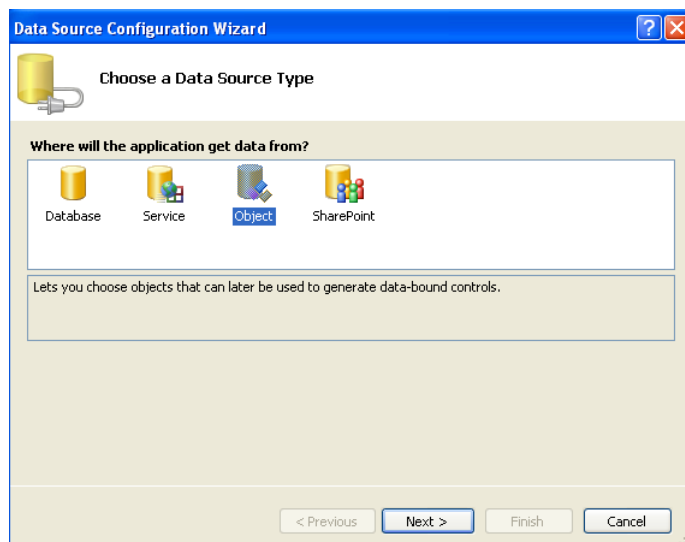 Data Source Configuration Wizard
Choose a Data Source Type
Where will the application get data from?
Database Service Object SharePoint
Lets you choose objects that can later be used to generate data-bound controls.
< Previous Next > Finish Cancel